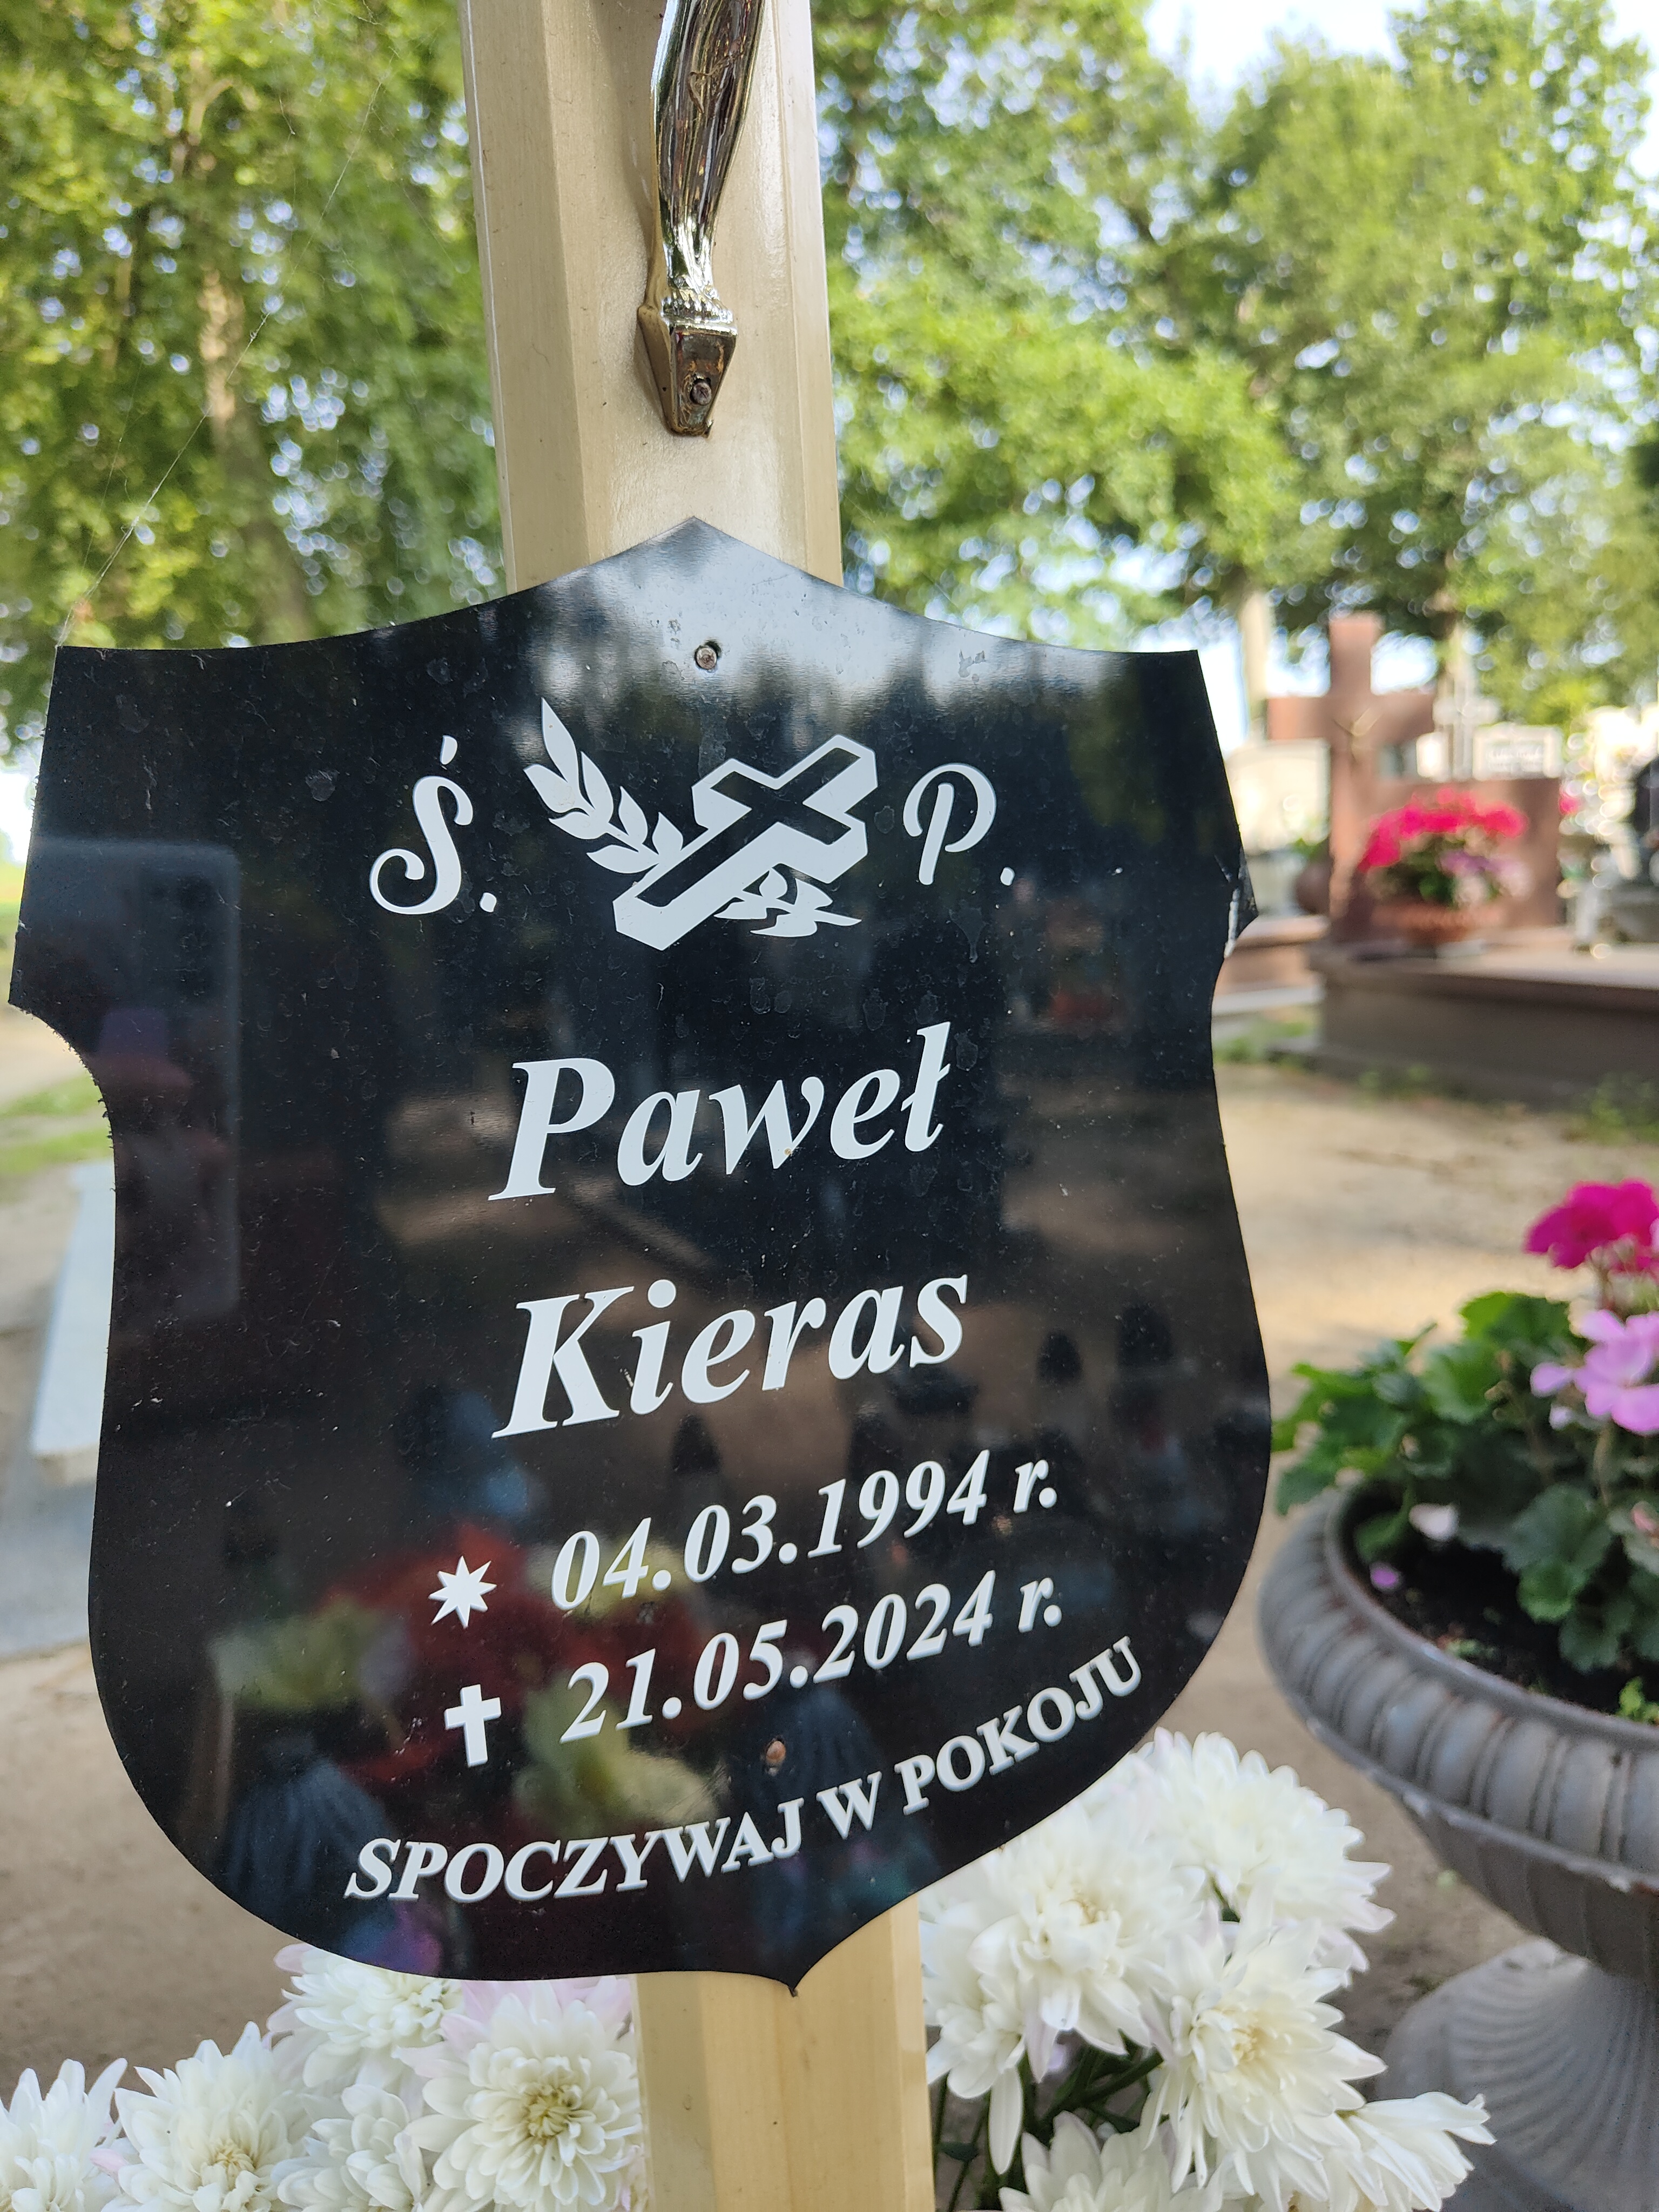 Ś. P.
Paweł
Kieras
04.03.1994 r.
21.05.2024 r.
SPOCZYWAJ W POKOJU